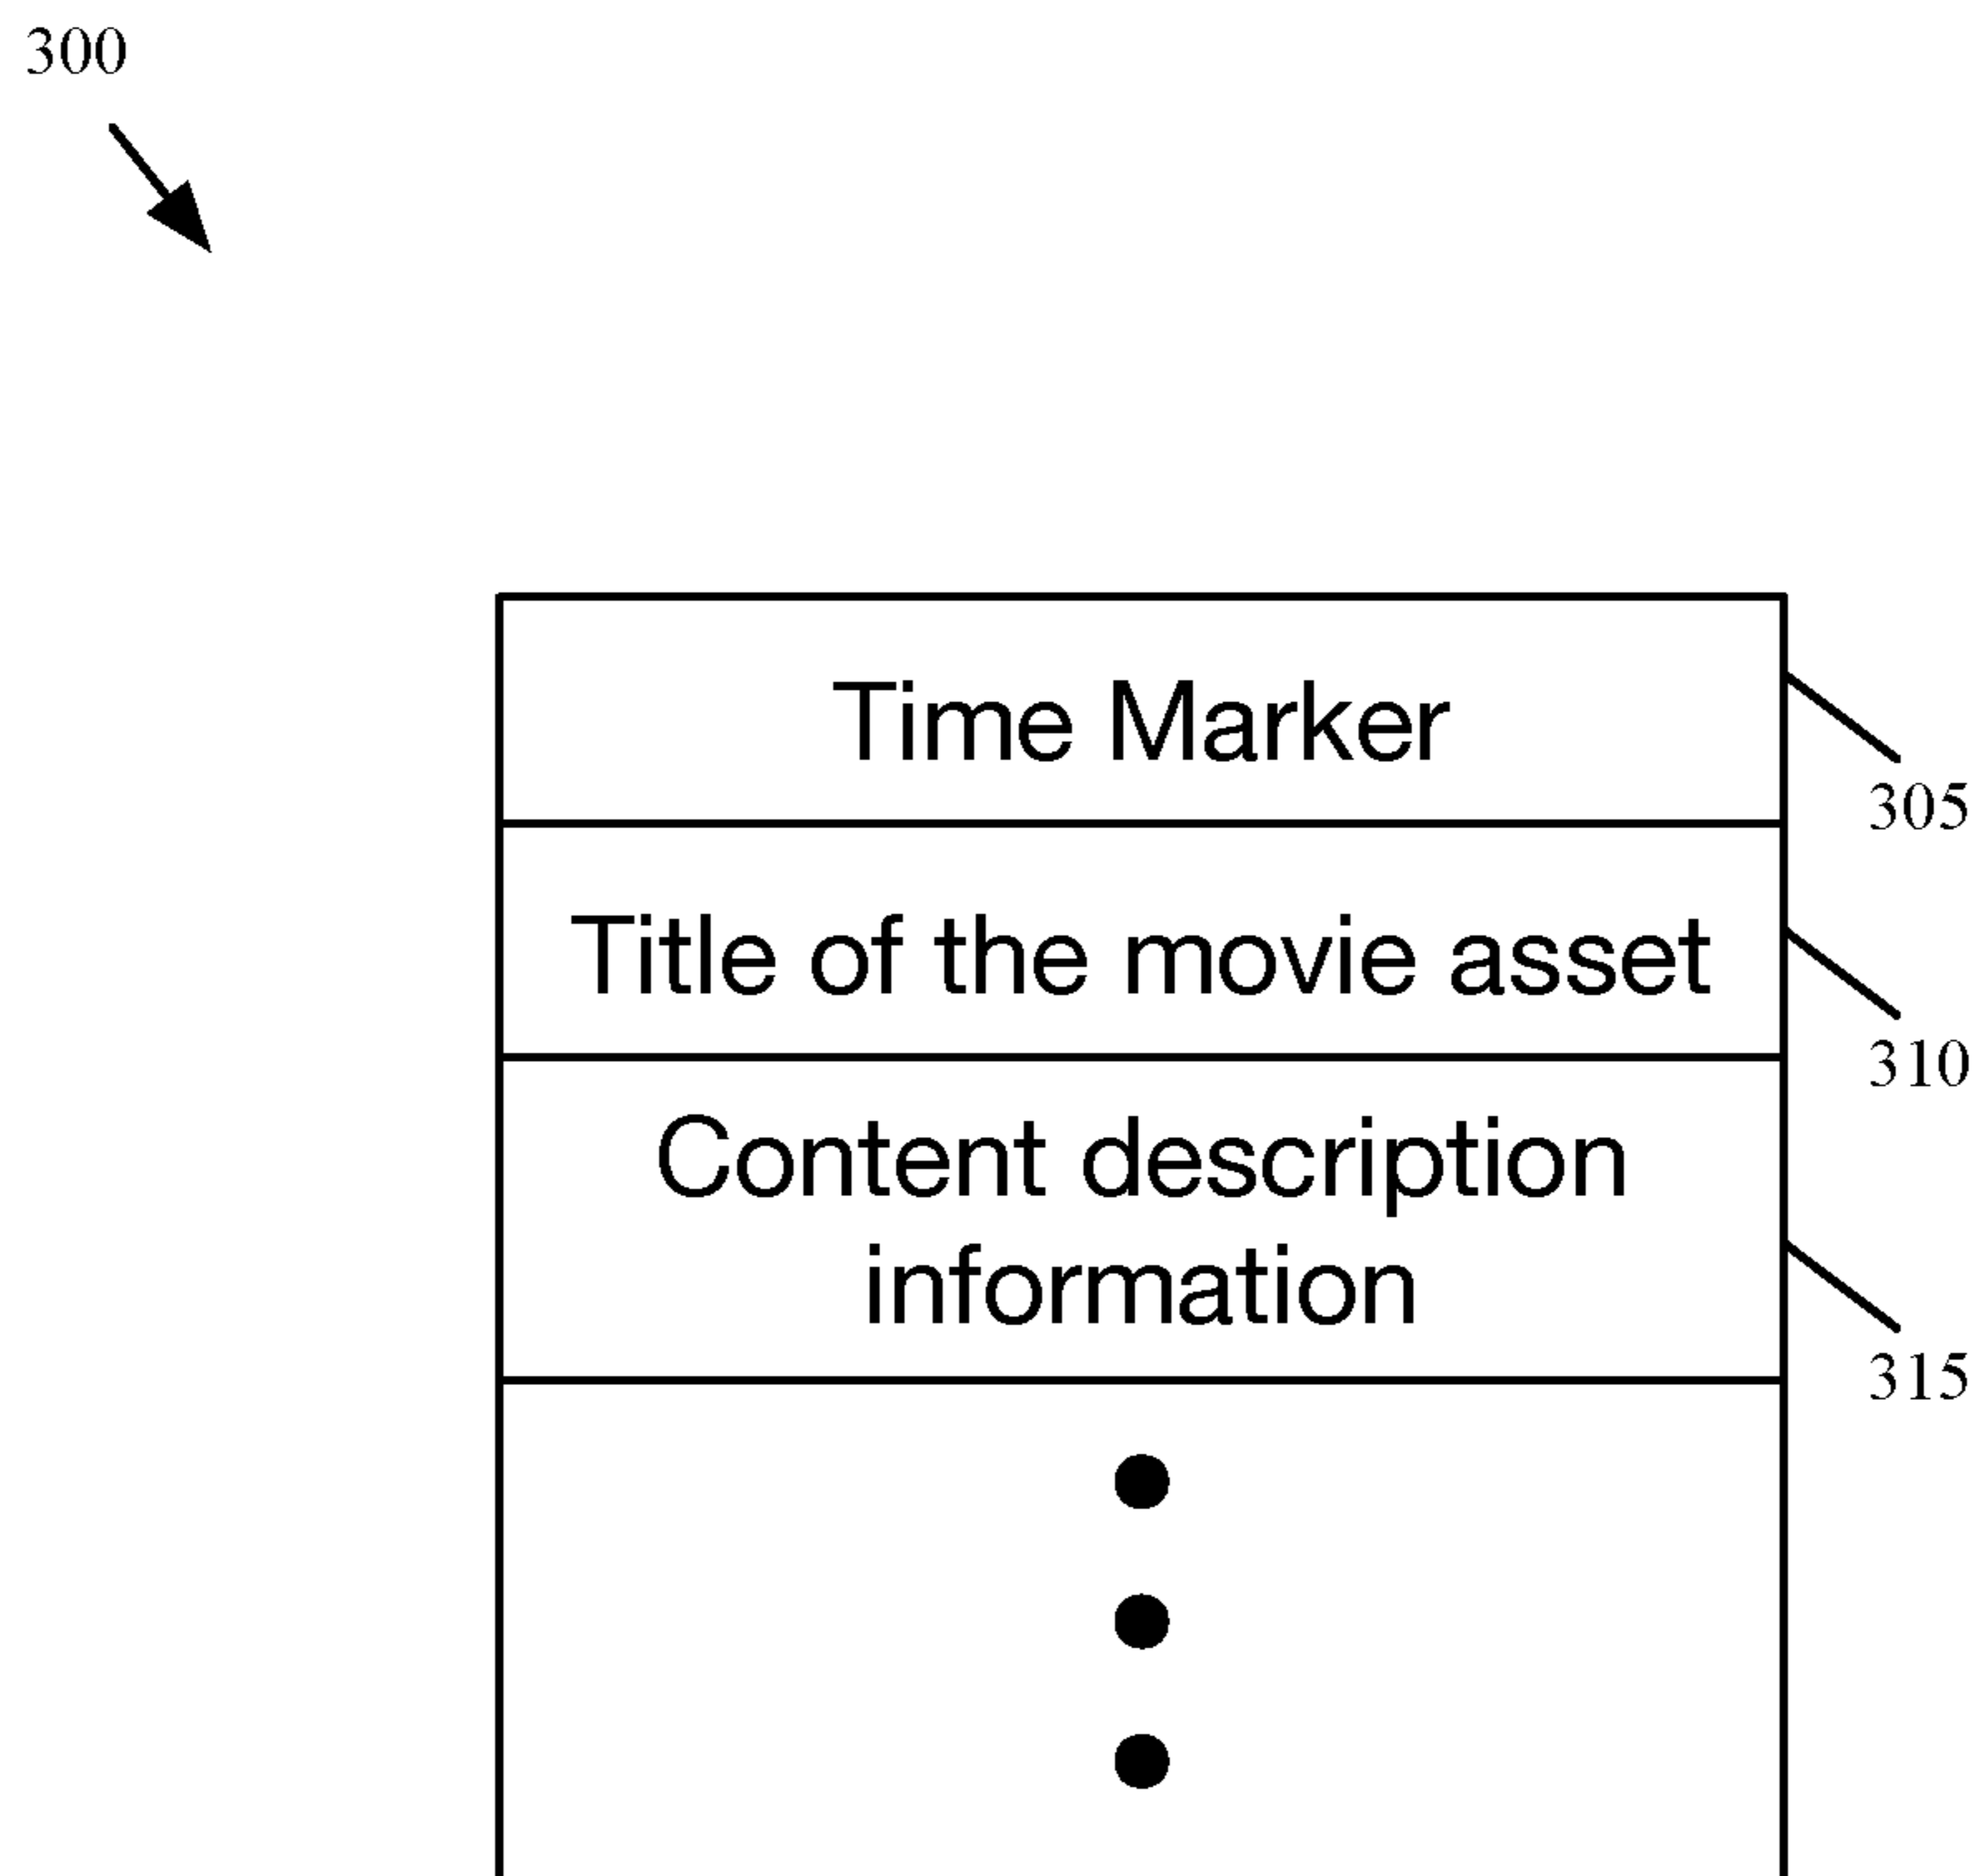 300
Time Marker
305
Title of the movie asset
310
Content description
information
315